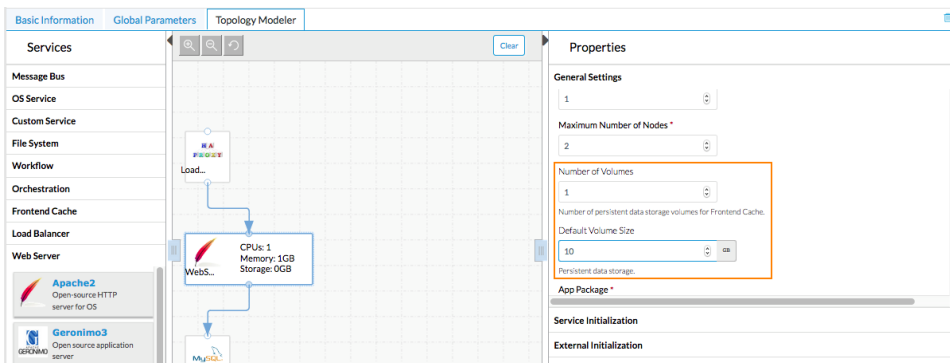 Basic Information
Global Parameters
Topology Modeler
Services
Message Bus
OS Service
Custom Service
File System
Workflow
Orchestration
Frontend Cache
Load Balancer
Web Server
Apache2
Open-source HTTP
server for OS
Geronimo3
Open source application
server
GERONIMO
Clear
HA
PROXY
Load...
WebS...
CPUs: 1
Memory: 1GB
Storage: 0GB
MySQL
Properties
General Settings
1
Maximum Number of Nodes *
2
Number of Volumes
1
Number of persistent data storage volumes for Frontend Cache.
Default Volume Size
10
GB
Persistent data storage.
App Package *
Service Initialization
External Initialization